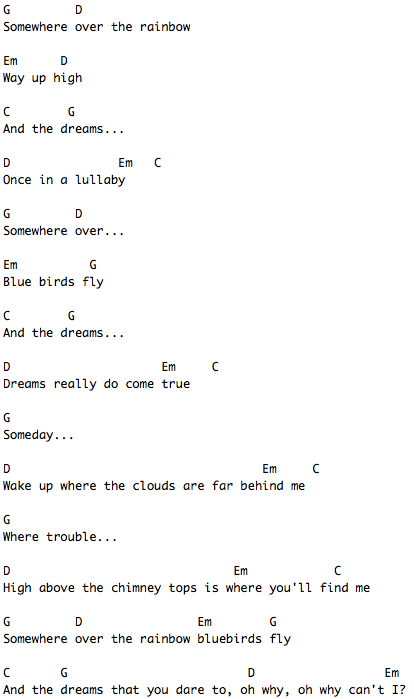 G         D
Somewhere over the rainbow
Em      D
Way up high
C        G
And the dreams...
D               Em   C
Once in a lullaby
G         D
Somewhere over...
Em          G
Blue birds fly
C        G
And the dreams...
D                     Em     C
Dreams really do come true
G
Someday...
D                                   Em     C
Wake up where the clouds are far behind me
G
Where trouble...
D                               Em            C
High above the chimney tops is where you'll find me
G         D                Em        G
Somewhere over the rainbow bluebirds fly
C       G                         D                  Em
And the dreams that you dare to, oh why, oh why can't I?